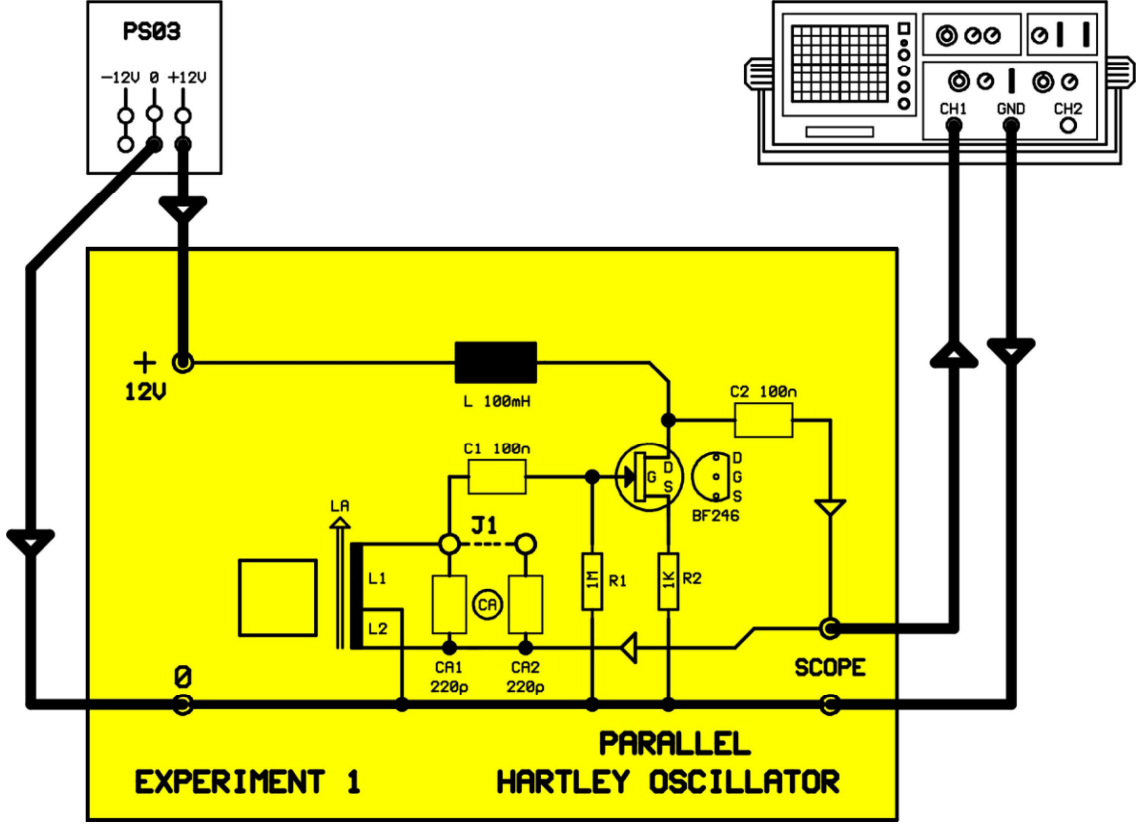 PS03
-12V 0 +12V
CH1 GND CH2
+
12V
L 100mH
C2 100n
C1 100n
D
G
S
D
G
S
BF246
LA
J1
L1
CA
1M
R1
1K
R2
L2
CA1
220p
CA2
220p
SCOPE
0
PARALLEL
EXPERIMENT 1
HARTLEY OSCILLATOR